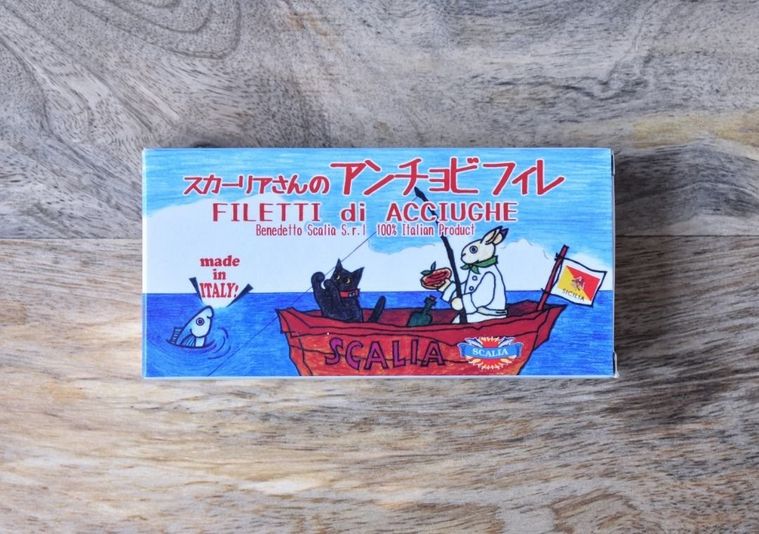 スカーリアさんのアンチョビフィレ
FILETTI di ACCIUGHE
Benedetto Scalia S.r.l 100% Italian Product
made
in
ITALY!
SICILIA
SCALIA
SCALIA